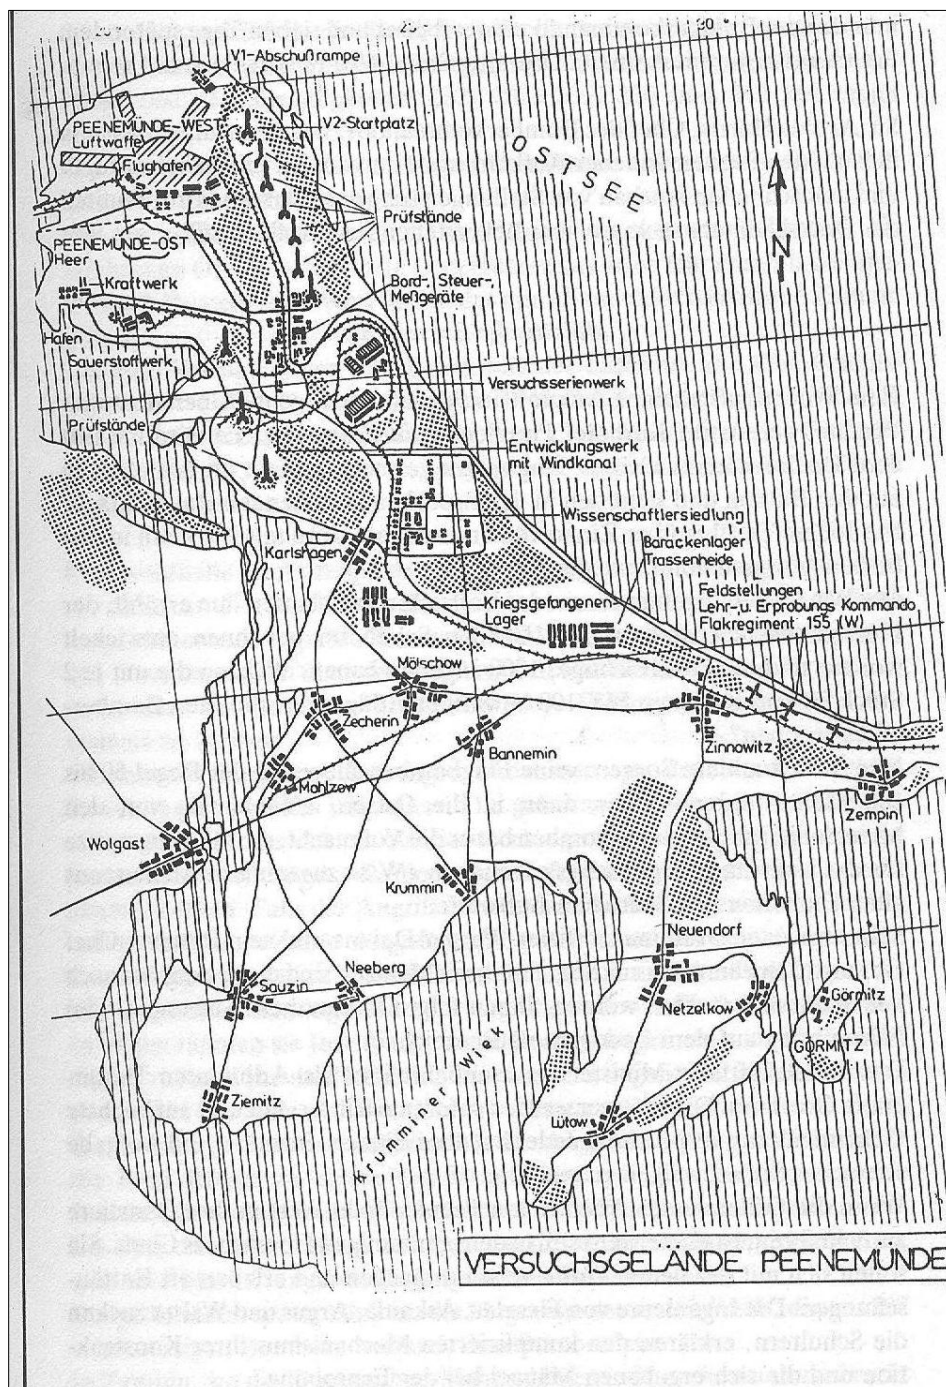 25
30
V1-Abschußrampe
PEENEMÜNDE-WEST
Luftwaffe
V2-Startplatz
Flughafen
OSTSEE
Prüfstände
N
PEENEMÜNDE-OST
Heer
Kraftwerk
Bord-, Steuer-,
Meßgeräte
Hafen
Sauerstoffwerk
Versuchsserienwerk
Prüfstände
Entwicklungswerk
mit Windkanal
Wissenschaftlersiedlung
Karlshagen
Barackenlager
Trassenheide
Feldstellungen
Lehr-u. Erprobungs Kommando
Flakregiment 155 (W)
Kriegsgefangenen-
Lager
Mölschow
Zecherin
Bannemin
Zinnowitz
Mahlzow
Zempin
Wolgast
Krummin
Neuendorf
Neeberg
Sauzin
Netzelkow
Görmitz
GÖRMITZ
Ziemitz
Krumminer Wiek
Lütow
VERSUCHSGELÄNDE PEENEMÜNDE